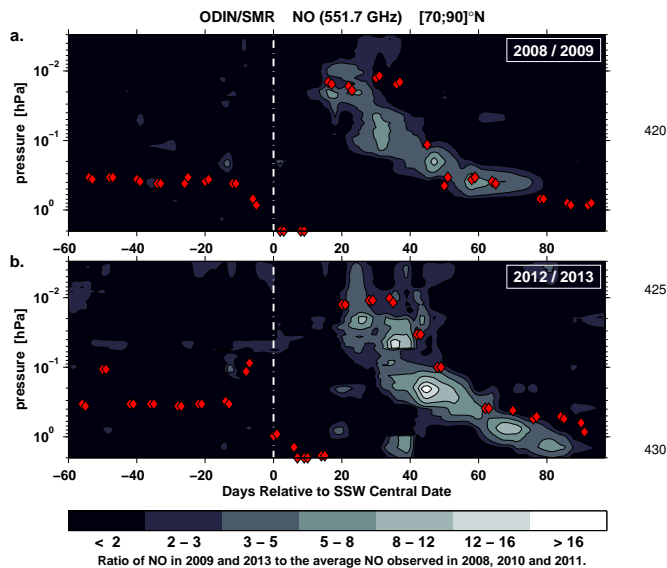 ODIN/SMR NO (551.7 GHz) [70;90]°N
a.
2008 / 2009
10⁻²
10⁻¹
10⁰
pressure [hPa]
420
−60 −40 −20 0 20 40 60 80
b.
2012 / 2013
10⁻²
10⁻¹
10⁰
pressure [hPa]
425
430
−60 −40 −20 0 20 40 60 80
Days Relative to SSW Central Date
< 2 2 – 3 3 – 5 5 – 8 8 – 12 12 – 16 > 16
Ratio of NO in 2009 and 2013 to the average NO observed in 2008, 2010 and 2011.